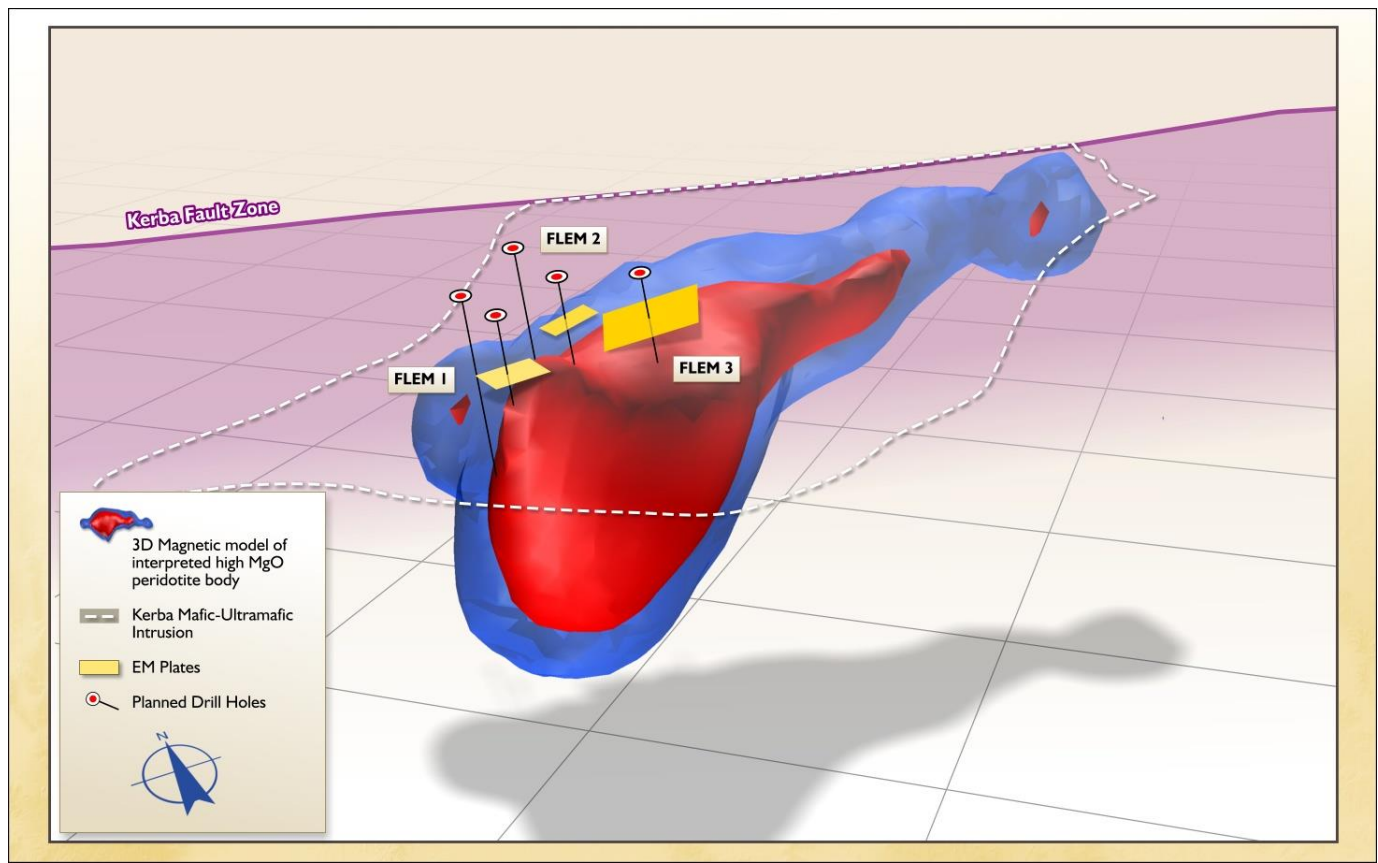 Kerba Fault Zone
FLEM 2
FLEM 1
FLEM 3
3D Magnetic model of
interpreted high MgO
peridotite body
Kerba Mafic-Ultramafic
Intrusion
EM Plates
Planned Drill Holes
N